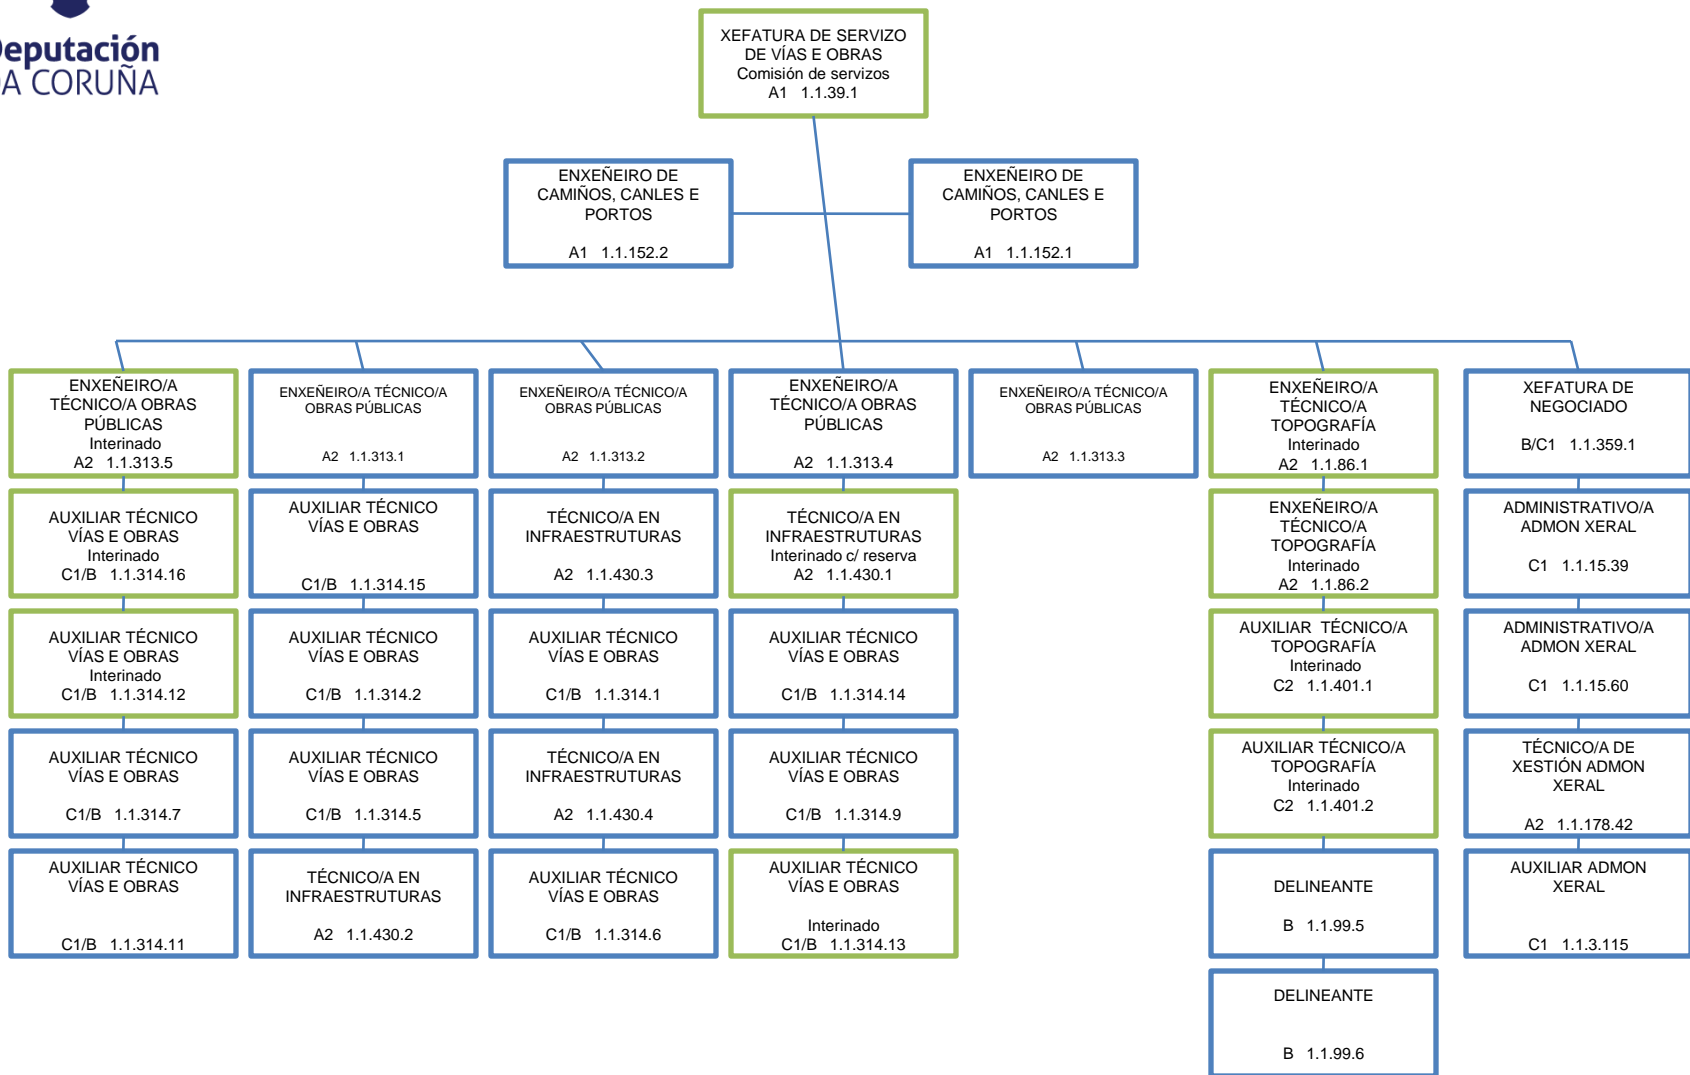 Deputación
DA CORUÑA
XEFATURA DE SERVIZO
DE VÍAS E OBRAS
Comisión de servizos
A1 1.1.39.1
ENXEÑEIRO DE
CAMIÑOS, CANLES E
PORTOS
A1 1.1.152.2
ENXEÑEIRO DE
CAMIÑOS, CANLES E
PORTOS
A1 1.1.152.1
ENXEÑEIRO/A
TÉCNICO/A OBRAS
PÚBLICAS
Interinado
A2 1.1.313.5
ENXEÑEIRO/A TÉCNICO/A
OBRAS PÚBLICAS
A2 1.1.313.1
ENXEÑEIRO/A TÉCNICO/A
OBRAS PÚBLICAS
A2 1.1.313.2
ENXEÑEIRO/A
TÉCNICO/A OBRAS
PÚBLICAS
A2 1.1.313.4
ENXEÑEIRO/A TÉCNICO/A
OBRAS PÚBLICAS
A2 1.1.313.3
ENXEÑEIRO/A
TÉCNICO/A
TOPOGRAFÍA
Interinado
A2 1.1.86.1
XEFATURA DE
NEGOCIADO
B/C1 1.1.359.1
AUXILIAR TÉCNICO
VÍAS E OBRAS
Interinado
C1/B 1.1.314.16
AUXILIAR TÉCNICO
VÍAS E OBRAS
C1/B 1.1.314.15
TÉCNICO/A EN
INFRAESTRUTURAS
A2 1.1.430.3
TÉCNICO/A EN
INFRAESTRUTURAS
Interinado c/ reserva
A2 1.1.430.1
ENXEÑEIRO/A
TÉCNICO/A
TOPOGRAFÍA
Interinado
A2 1.1.86.2
ADMINISTRATIVO/A
ADMON XERAL
C1 1.1.15.39
AUXILIAR TÉCNICO
VÍAS E OBRAS
Interinado
C1/B 1.1.314.12
AUXILIAR TÉCNICO
VÍAS E OBRAS
C1/B 1.1.314.2
AUXILIAR TÉCNICO
VÍAS E OBRAS
C1/B 1.1.314.1
AUXILIAR TÉCNICO
VÍAS E OBRAS
C1/B 1.1.314.14
AUXILIAR TÉCNICO/A
TOPOGRAFÍA
Interinado
C2 1.1.401.1
ADMINISTRATIVO/A
ADMON XERAL
C1 1.1.15.60
AUXILIAR TÉCNICO
VÍAS E OBRAS
C1/B 1.1.314.7
AUXILIAR TÉCNICO
VÍAS E OBRAS
C1/B 1.1.314.5
TÉCNICO/A EN
INFRAESTRUTURAS
A2 1.1.430.4
AUXILIAR TÉCNICO
VÍAS E OBRAS
C1/B 1.1.314.9
AUXILIAR TÉCNICO/A
TOPOGRAFÍA
Interinado
C2 1.1.401.2
TÉCNICO/A DE
XESTIÓN ADMON
XERAL
A2 1.1.178.42
AUXILIAR TÉCNICO
VÍAS E OBRAS
C1/B 1.1.314.11
TÉCNICO/A EN
INFRAESTRUTURAS
A2 1.1.430.2
AUXILIAR TÉCNICO
VÍAS E OBRAS
C1/B 1.1.314.6
AUXILIAR TÉCNICO
VÍAS E OBRAS
Interinado
C1/B 1.1.314.13
DELINEANTE
B 1.1.99.5
AUXILIAR ADMON
XERAL
C1 1.1.3.115
DELINEANTE
B 1.1.99.6